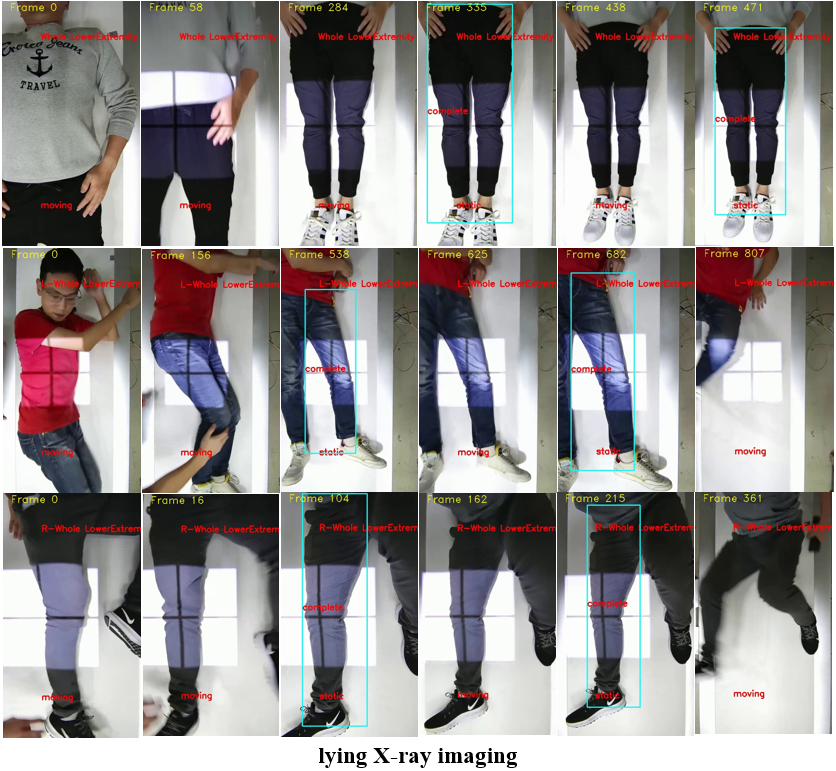 Frame 0
Whole LowerExtremity
Exoreo Jeans
TRAVEL
moving
Frame 58
Whole LowerExtremity
moving
Frame 284
Whole LowerExtremity
moving
Frame 335
Whole LowerExtremity
complete
static
Frame 438
Whole LowerExtremity
moving
Frame 471
Whole LowerExtremity
complete
static
Frame 0
L-Whole LowerExtrem
moving
Frame 156
L-Whole LowerExtrem
moving
Frame 538
L-Whole LowerExtrem
complete
static
Frame 625
L-Whole LowerExtrem
moving
Frame 682
L-Whole LowerExtrem
complete
static
Frame 807
L-Whole LowerExtrem
moving
Frame 0
R-Whole LowerExtrem
moving
Frame 16
R-Whole LowerExtrem
moving
Frame 104
R-Whole LowerExtrem
complete
static
Frame 162
R-Whole LowerExtrem
moving
Frame 215
R-Whole LowerExtrem
complete
static
Frame 361
R-Whole LowerExtrem
moving
lying X-ray imaging